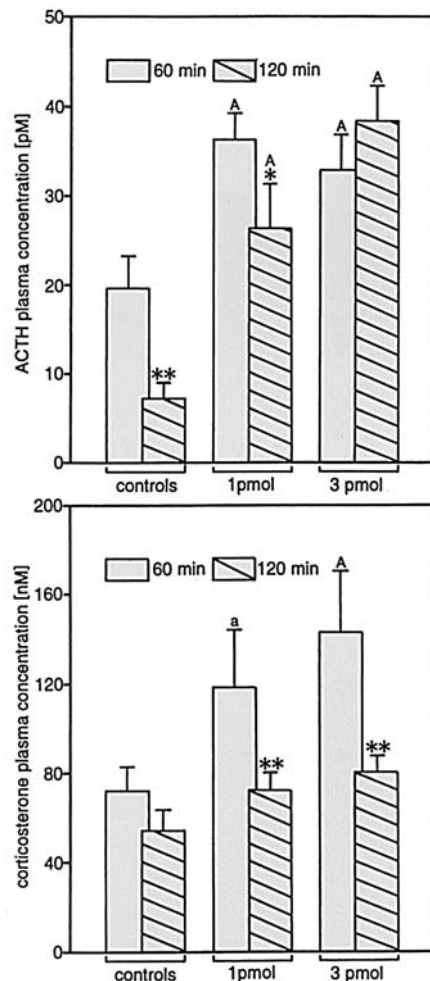 ACTH plasma concentration [pM]
50
40
30
20
10
0
60 min 120 min
A
A
*
A
A
**
controls 1pmol 3 pmol
corticosterone plasma concentration [nM]
200
160
120
80
40
0
60 min 120 min
a
A
**
**
controls 1pmol 3 pmol